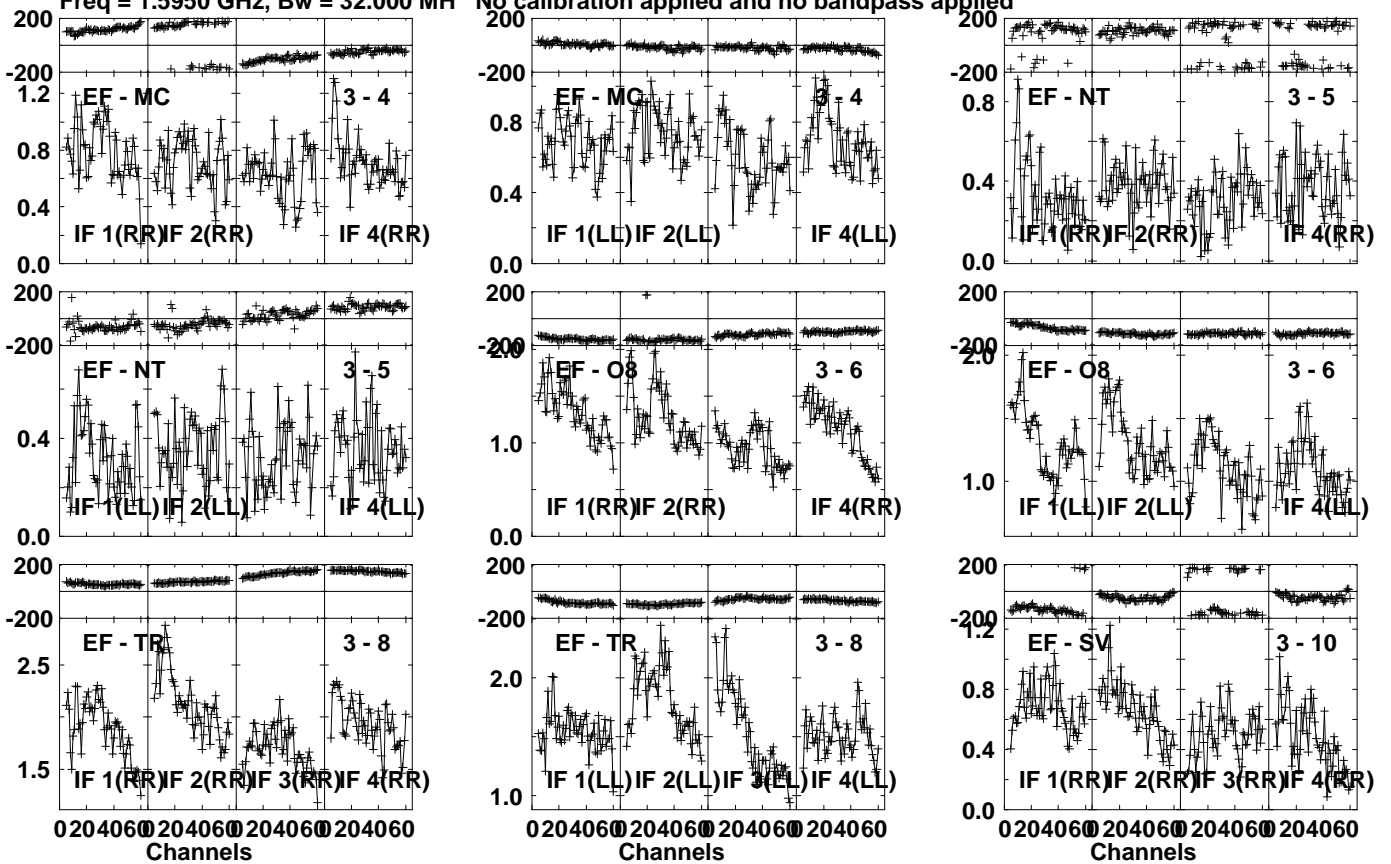 Freq = 1.5950 GHz, Bw = 32.000 MH No calibration applied and no bandpass applied
200
-200
1.2
0.8
0.4
0.0
EF - MC 3 - 4
IF 1(RR) IF 2(RR) IF 4(RR)
200
-200
0.8
0.4
0.0
EF - MC 3 - 4
IF 1(LL) IF 2(LL) IF 4(LL)
200
-200
0.8
0.4
0.0
EF - NT 3 - 5
IF 1(RR) IF 2(RR) IF 4(RR)
200
-200
0.4
0.0
EF - NT 3 - 5
IF 1(LL) IF 2(LL) IF 4(LL)
200
-200
2.0
1.0
0.0
EF - O8 3 - 6
IF 1(RR) IF 2(RR) IF 4(RR)
200
-200
2.0
1.0
EF - O8 3 - 6
IF 1(LL) IF 2(LL) IF 4(LL)
200
-200
2.5
1.5
EF - TR 3 - 8
IF 1(RR) IF 2(RR) IF 3(RR) IF 4(RR)
0 20 40 60 0 20 40 60 0 20 40 60 0 20 40 60
Channels
200
-200
2.0
1.0
EF - TR 3 - 8
IF 1(LL) IF 2(LL) IF 3(LL) IF 4(LL)
0 20 40 60 0 20 40 60 0 20 40 60 0 20 40 60
Channels
200
-200
1.2
0.8
0.4
0.0
EF - SV 3 - 10
IF 1(RR) IF 2(RR) IF 3(RR) IF 4(RR)
0 20 40 60 0 20 40 60 0 20 40 60 0 20 40 60
Channels